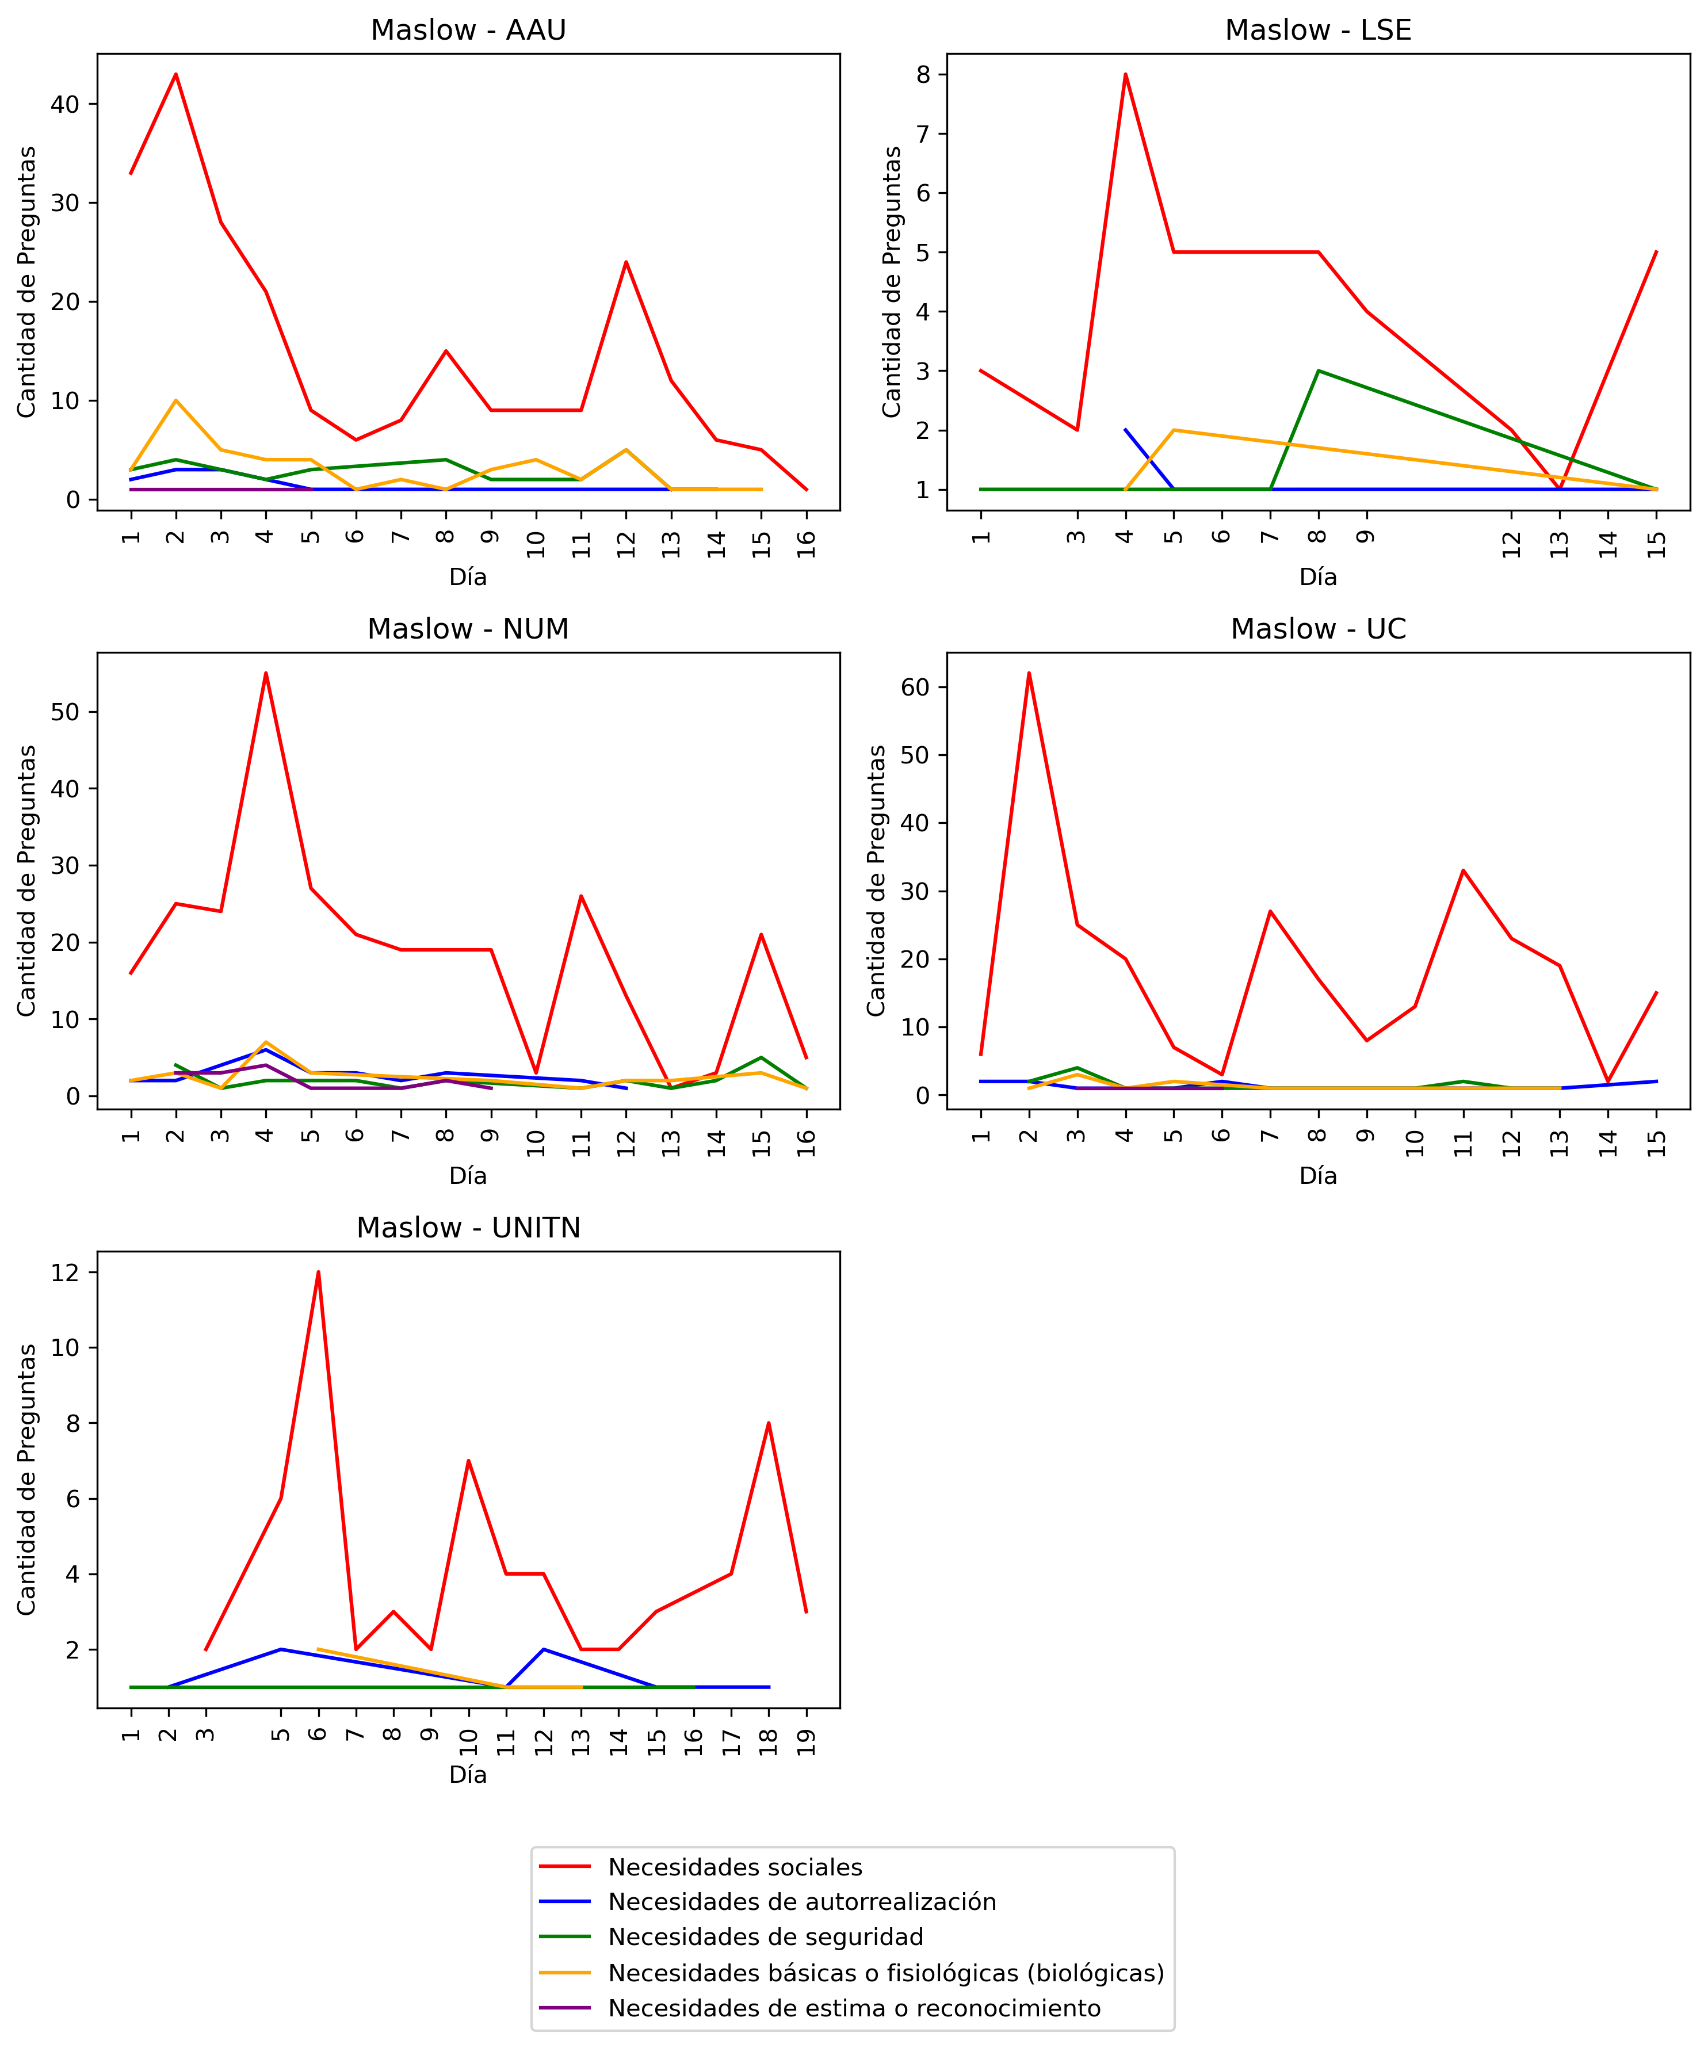 Maslow - AAU
Cantidad de Preguntas
40
30
20
10
0
1 2 3 4 5 6 7 8 9 10 11 12 13 14 15 16
Día
Maslow - LSE
Cantidad de Preguntas
8
7
6
5
4
3
2
1
1 3 4 5 6 7 8 9 12 13 14 15
Día
Maslow - NUM
Cantidad de Preguntas
50
40
30
20
10
0
1 2 3 4 5 6 7 8 9 10 11 12 13 14 15 16
Día
Maslow - UC
Cantidad de Preguntas
60
50
40
30
20
10
0
1 2 3 4 5 6 7 8 9 10 11 12 13 14 15
Día
Maslow - UNITN
Cantidad de Preguntas
12
10
8
6
4
2
1 2 3 5 6 7 8 9 10 11 12 13 14 15 16 17 18 19
Día
Necesidades sociales
Necesidades de autorrealización
Necesidades de seguridad
Necesidades básicas o fisiológicas (biológicas)
Necesidades de estima o reconocimiento